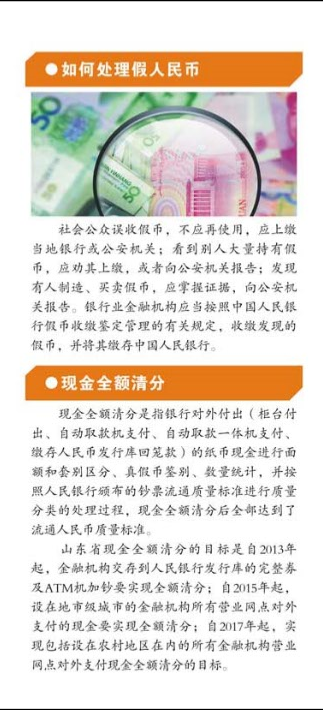 ●如何处理假人民币
社会公众误收假币，不应再使用，应上缴
当地银行或公安机关；看到别人大量持有假
币，应劝其上缴，或者向公安机关报告；发现
有人制造、买卖假币，应掌握证据，向公安机
关报告。银行业金融机构应当按照中国人民银
行假币收缴鉴定管理的有关规定，收缴发现的
假币，并将其缴存中国人民银行。
●现金全额清分
现金全额清分是指银行对外付出（柜台付
出、自动取款机支付、自动取款一体机支付、
缴存人民币发行库回笼款）的纸币现金进行面
额和套别区分、真假币鉴别、数量统计，并按
照人民银行颁布的钞票流通质量标准进行质量
分类的处理过程，现金全额清分后全部达到了
流通人民币质量标准。
山东省现金全额清分的目标是自2013年
起，金融机构交存到人民银行发行库的完整券
及ATM机加钞要实现全额清分；自2015年起，
设在地市级城市的金融机构所有营业网点对外
支付的现金要实现全额清分；自2017年起，实
现包括设在农村地区在内的所有金融机构营业
网点对外支付现金全额清分的目标。